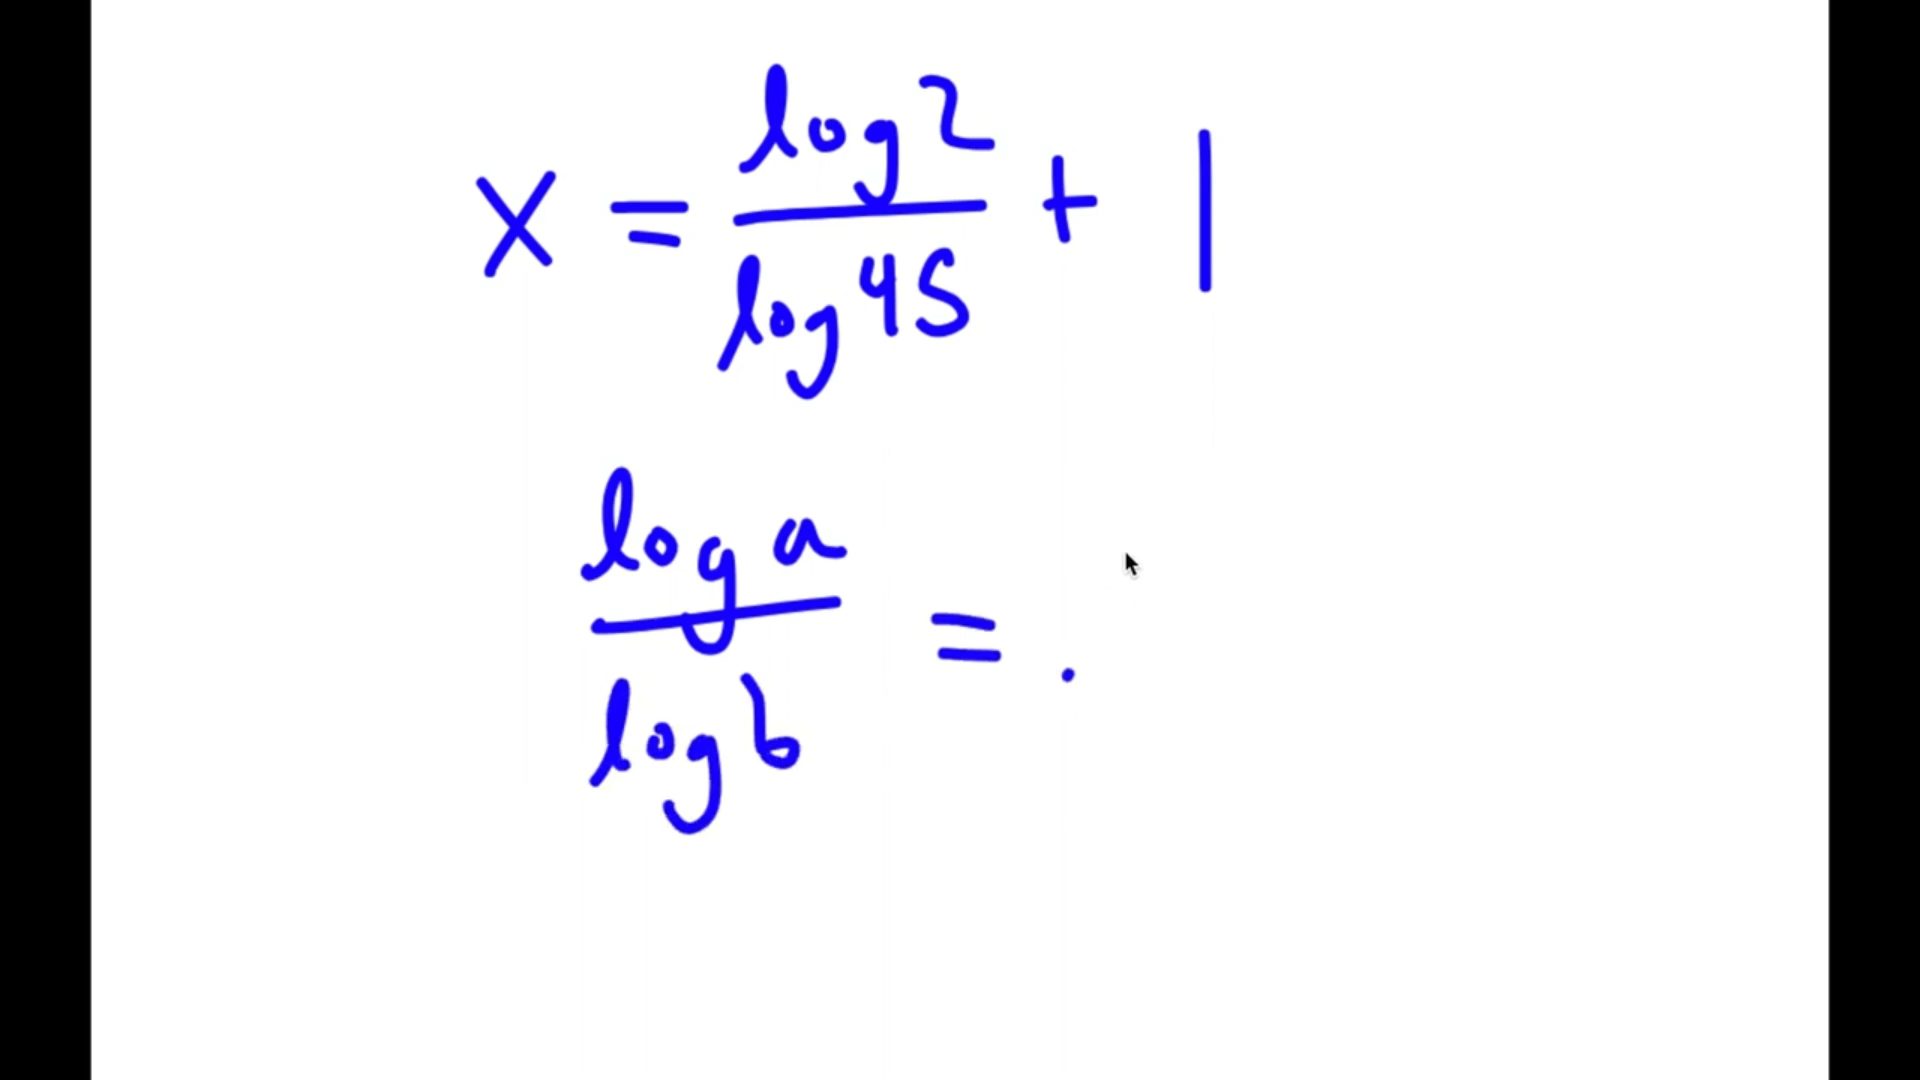 x = log 2 / log 45 + 1
log a / log b = .